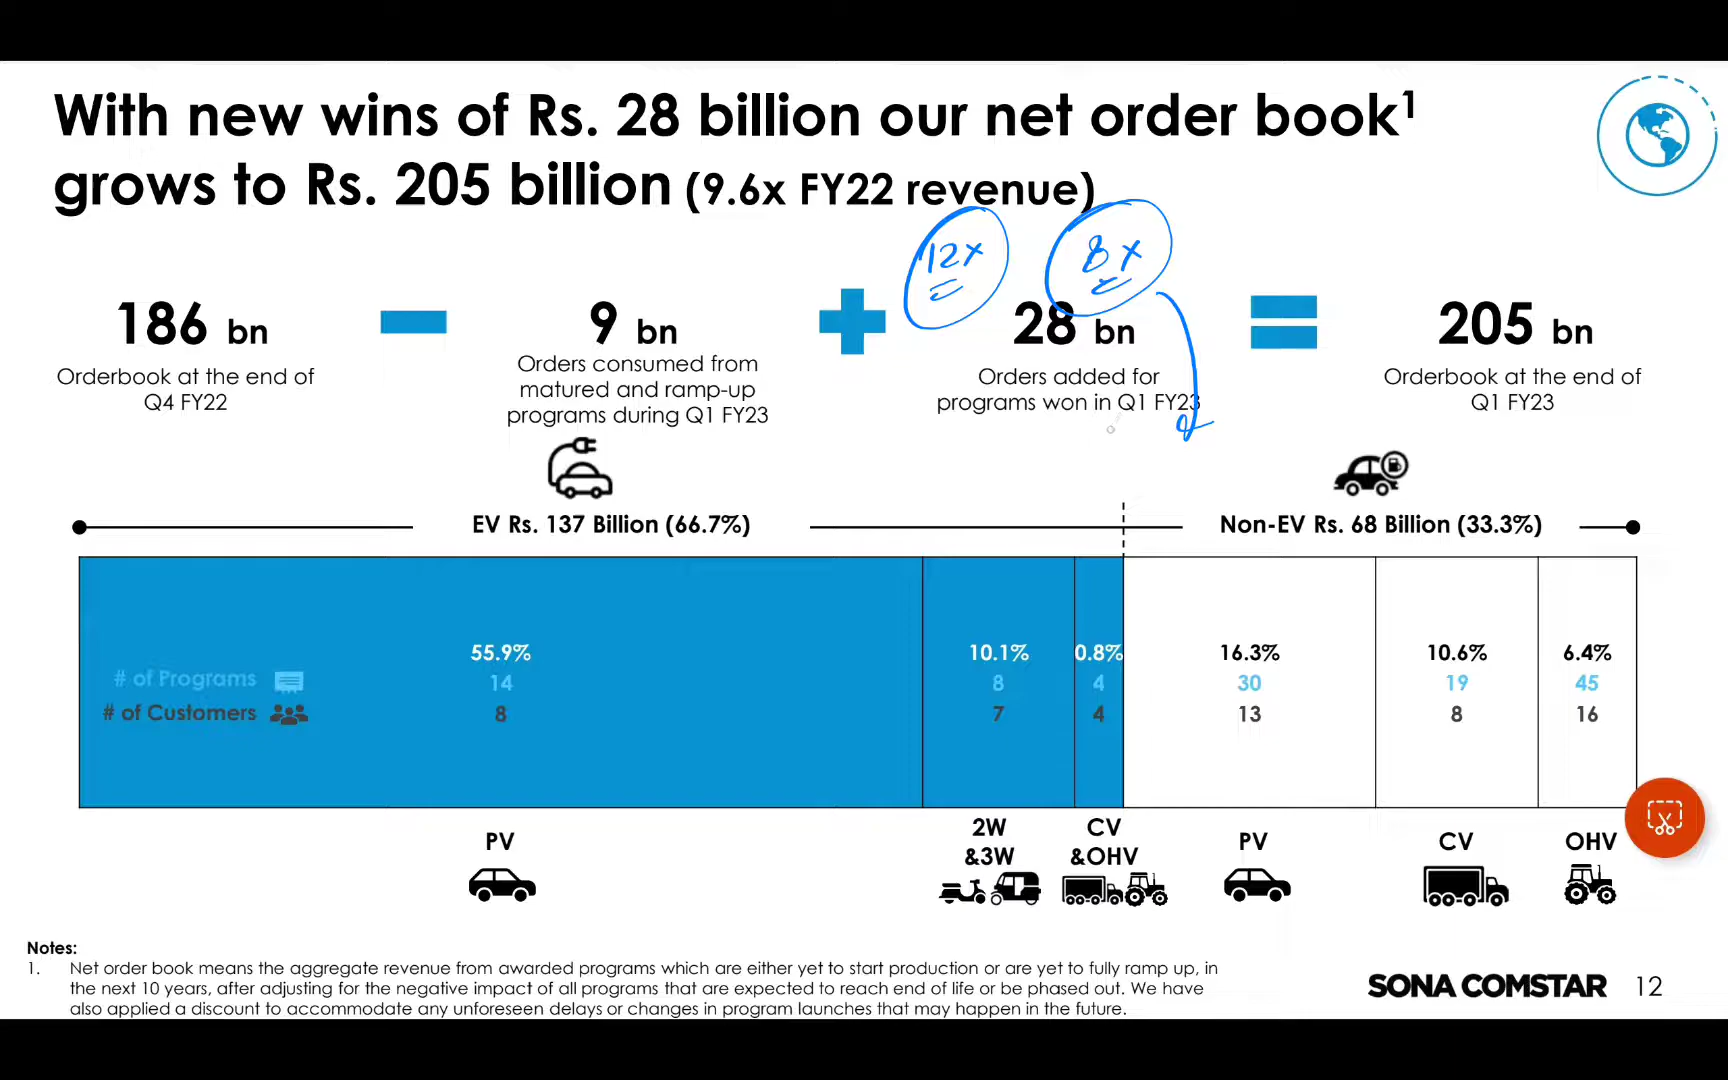 With new wins of Rs. 28 billion our net order book1
grows to Rs. 205 billion (9.6x FY22 revenue)
12x 8x
186 bn
Orderbook at the end of
Q4 FY22
9 bn
Orders consumed from
matured and ramp-up
programs during Q1 FY23
28 bn
Orders added for
programs won in Q1 FY23
205 bn
Orderbook at the end of
Q1 FY23
EV Rs. 137 Billion (66.7%)
Non-EV Rs. 68 Billion (33.3%)
55.9% 10.1% 0.8% 16.3% 10.6% 6.4%
# of Programs 14 8 4 30 19 45
# of Customers 8 7 4 13 8 16
PV
2W
&3W
CV
&OHV
PV
CV
OHV
Notes:
1. Net order book means the aggregate revenue from awarded programs which are either yet to start production or are yet to fully ramp up, in
the next 10 years, after adjusting for the negative impact of all programs that are expected to reach end of life or be phased out. We have
also applied a discount to accommodate any unforeseen delays or changes in program launches that may happen in the future.
SONA COMSTAR 12